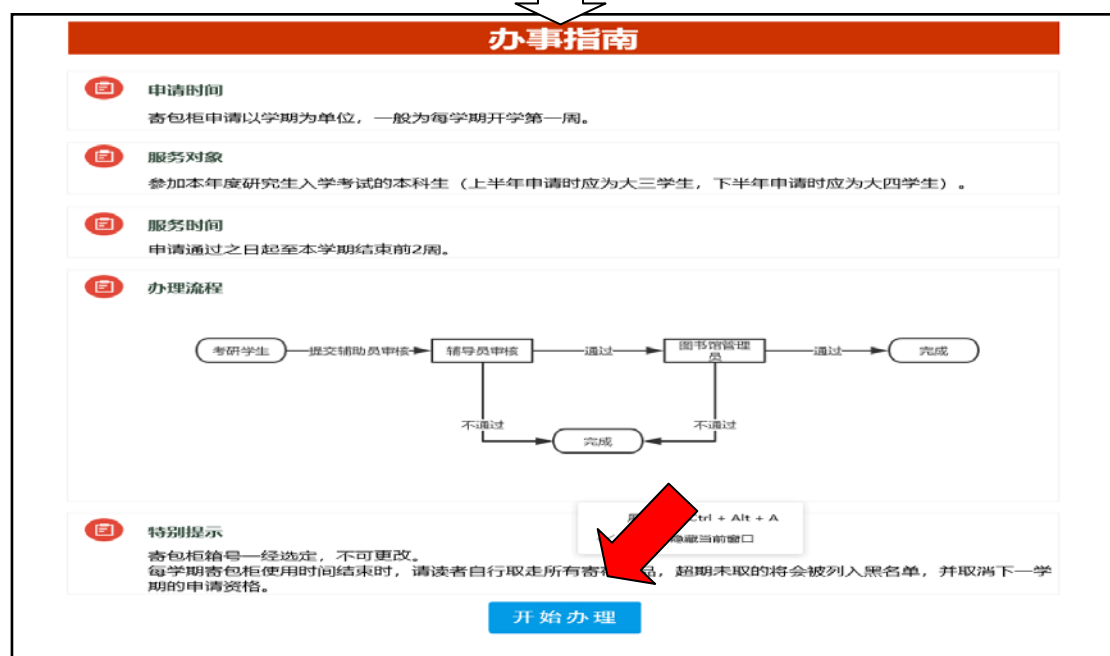 办事指南
申请时间
寄包柜申请以学期为单位，一般为每学期开学第一周。
服务对象
参加本年度研究生入学考试的本科生（上半年申请时应为大三学生，下半年申请时应为大四学生）。
服务时间
申请通过之日起至本学期结束前2周。
办理流程
考研学生
提交辅助员审核
辅导员审核
通过
图书馆管理
员
通过
完成
不通过
不通过
完成
特别提示
Ctrl + Alt + A
隐藏当前窗口
寄包柜箱号一经选定，不可更改。
每学期寄包柜使用时间结束时，请读者自行取走所有寄 品，超期未取的将会被列入黑名单，并取消下一学
期的申请资格。
开始办理